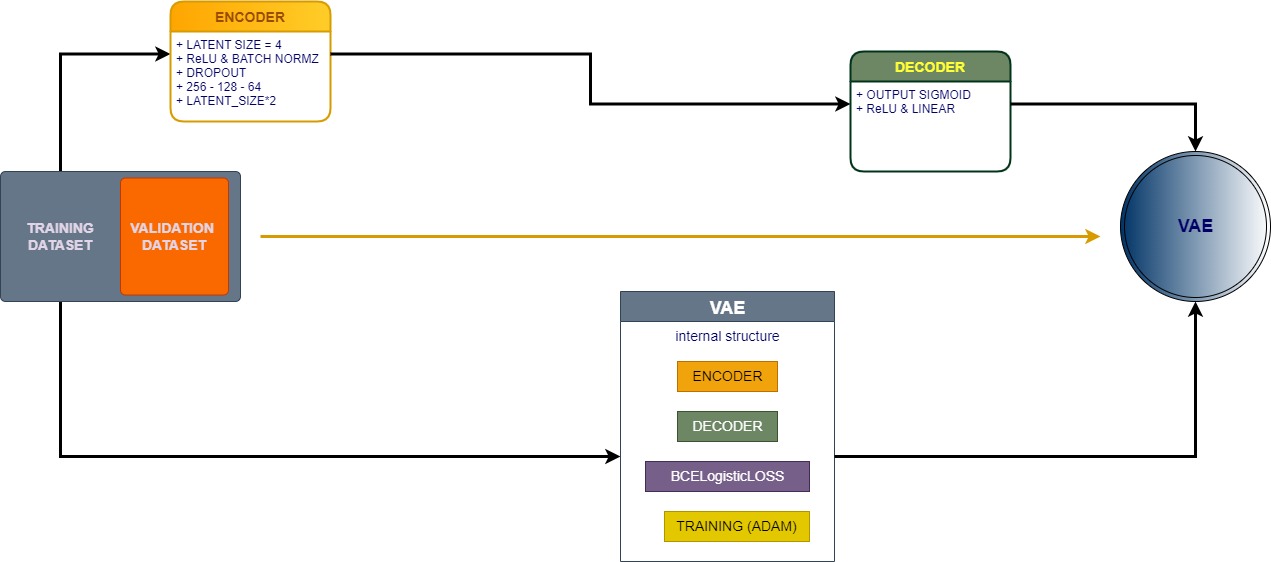 ENCODER
+ LATENT SIZE = 4
+ ReLU & BATCH NORMZ
+ DROPOUT
+ 256 - 128 - 64
+ LATENT_SIZE*2
DECODER
+ OUTPUT SIGMOID
+ ReLU & LINEAR
TRAINING
DATASET
VALIDATION
DATASET
VAE
VAE
internal structure
ENCODER
DECODER
BCELogisticLOSS
TRAINING (ADAM)